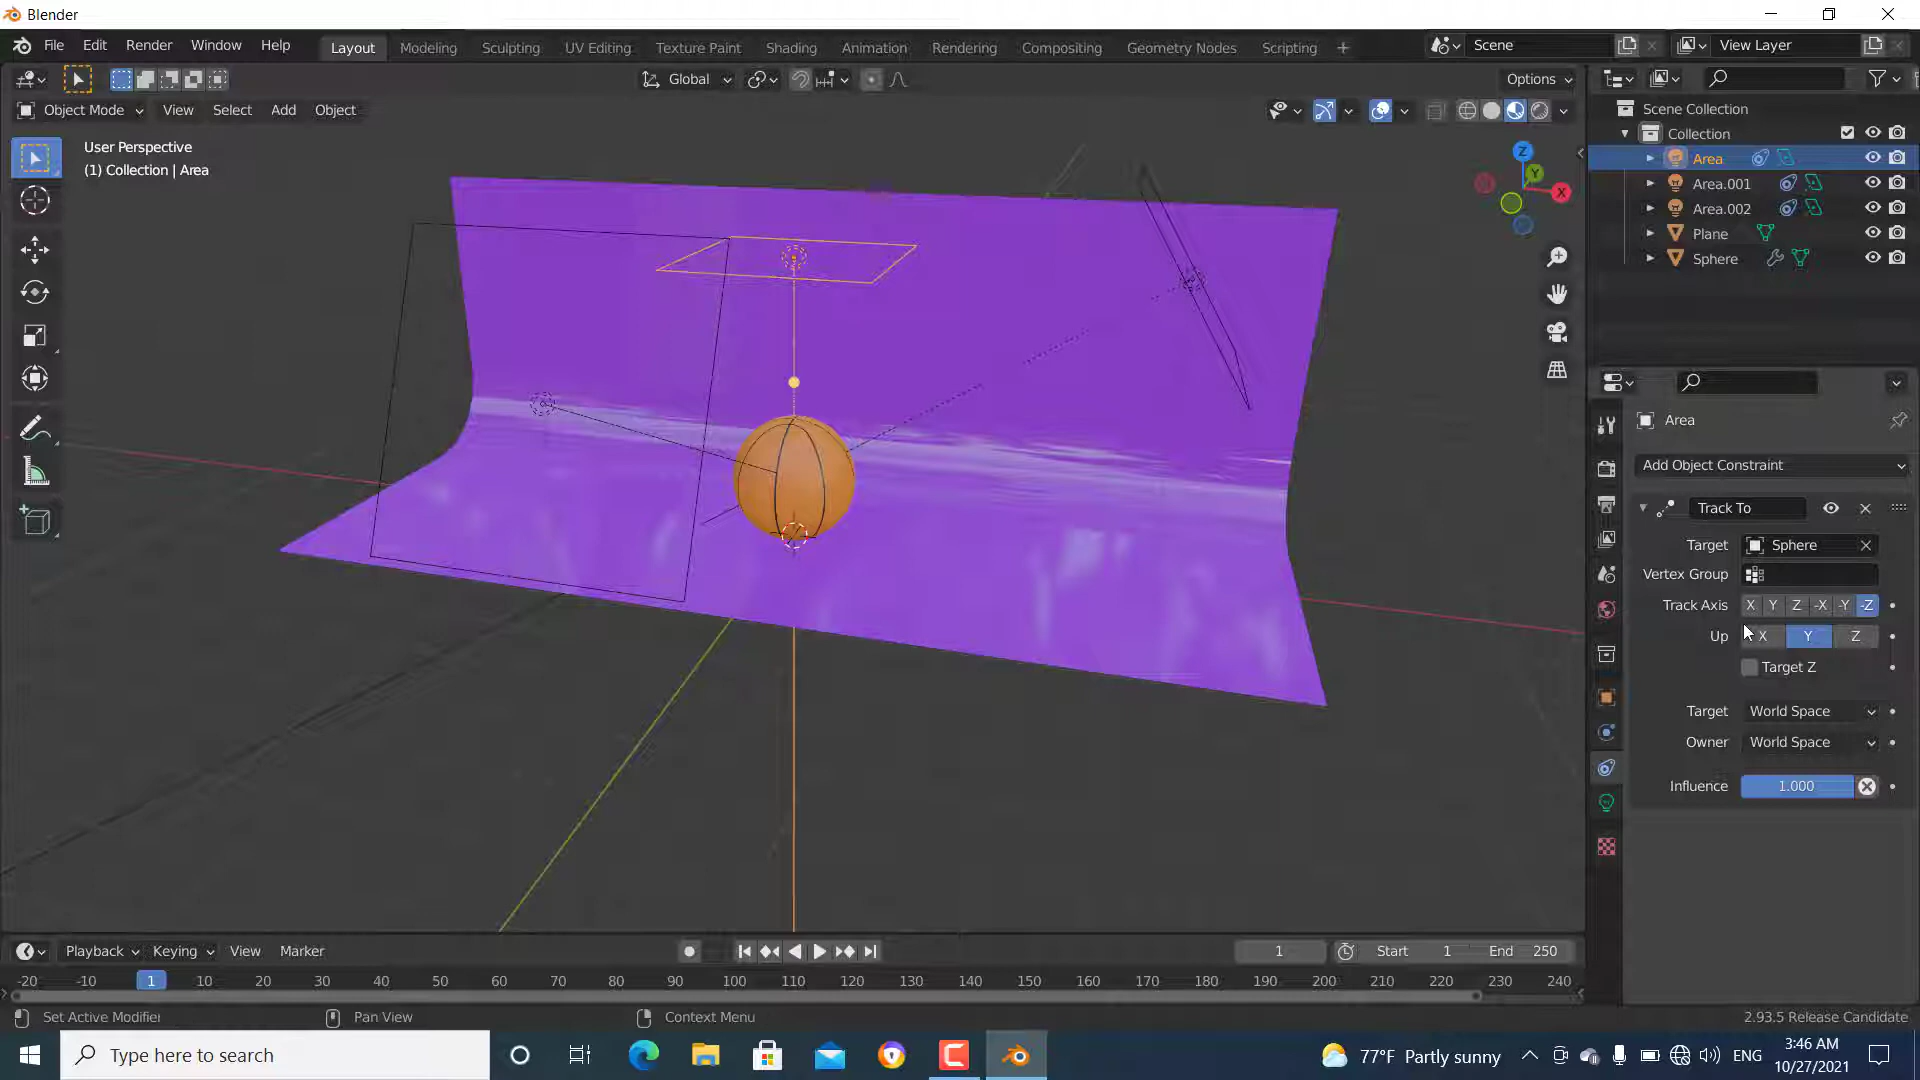 Blender
File Edit Render Window Help Layout Modeling Sculpting UV Editing Texture Paint Shading Animation Rendering Compositing Geometry Nodes Scripting + Scene View Layer
Global Options
Object Mode View Select Add Object
User Perspective
(1) Collection | Area
Z
Y
X
Scene Collection
Collection
Area
Area.001
Area.002
Plane
Sphere
Area
Add Object Constraint
Track To
Target Sphere
Vertex Group
Track Axis X Y Z -X -Y -Z
Up X Y Z
Target Z
Target World Space
Owner World Space
Influence 1.000
Playback Keying View Marker 1 Start 1 End 250
-20 -10 1 10 20 30 40 50 60 70 80 90 100 110 120 130 140 150 160 170 180 190 200 210 220 230 240
Set Active Modifier Pan View Context Menu 2.93.5 Release Candidate
Type here to search 77°F Partly sunny ENG 3:46 AM
10/27/2021